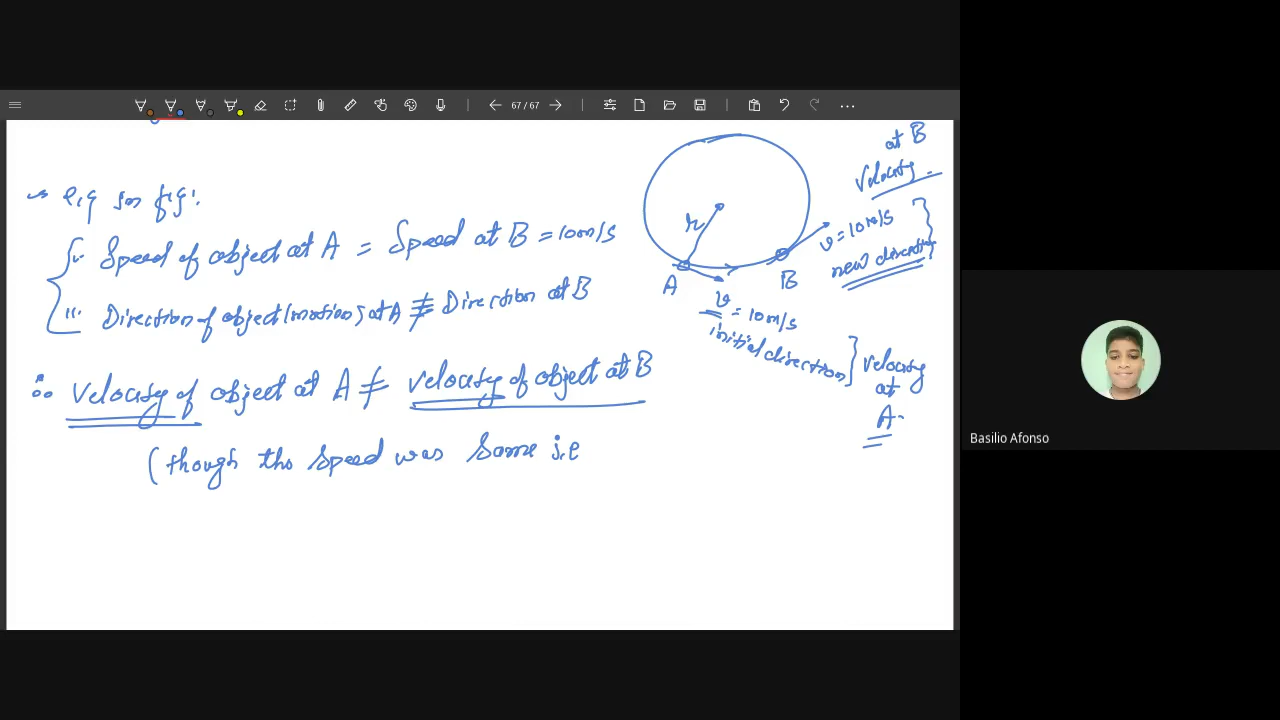 67 / 67
e.g in fig:
i. Speed of object at A = Speed at B = 10m/s
ii. Direction of object (motion) at A ≠ Direction at B
∴ Velocity of object at A ≠ velocity of object at B
(though the speed was same i.e
r
A
B
v = 10m/s
initial direction
velocity
at
A
at B
Velocity
v = 10m/s
new direction
Basilio Afonso